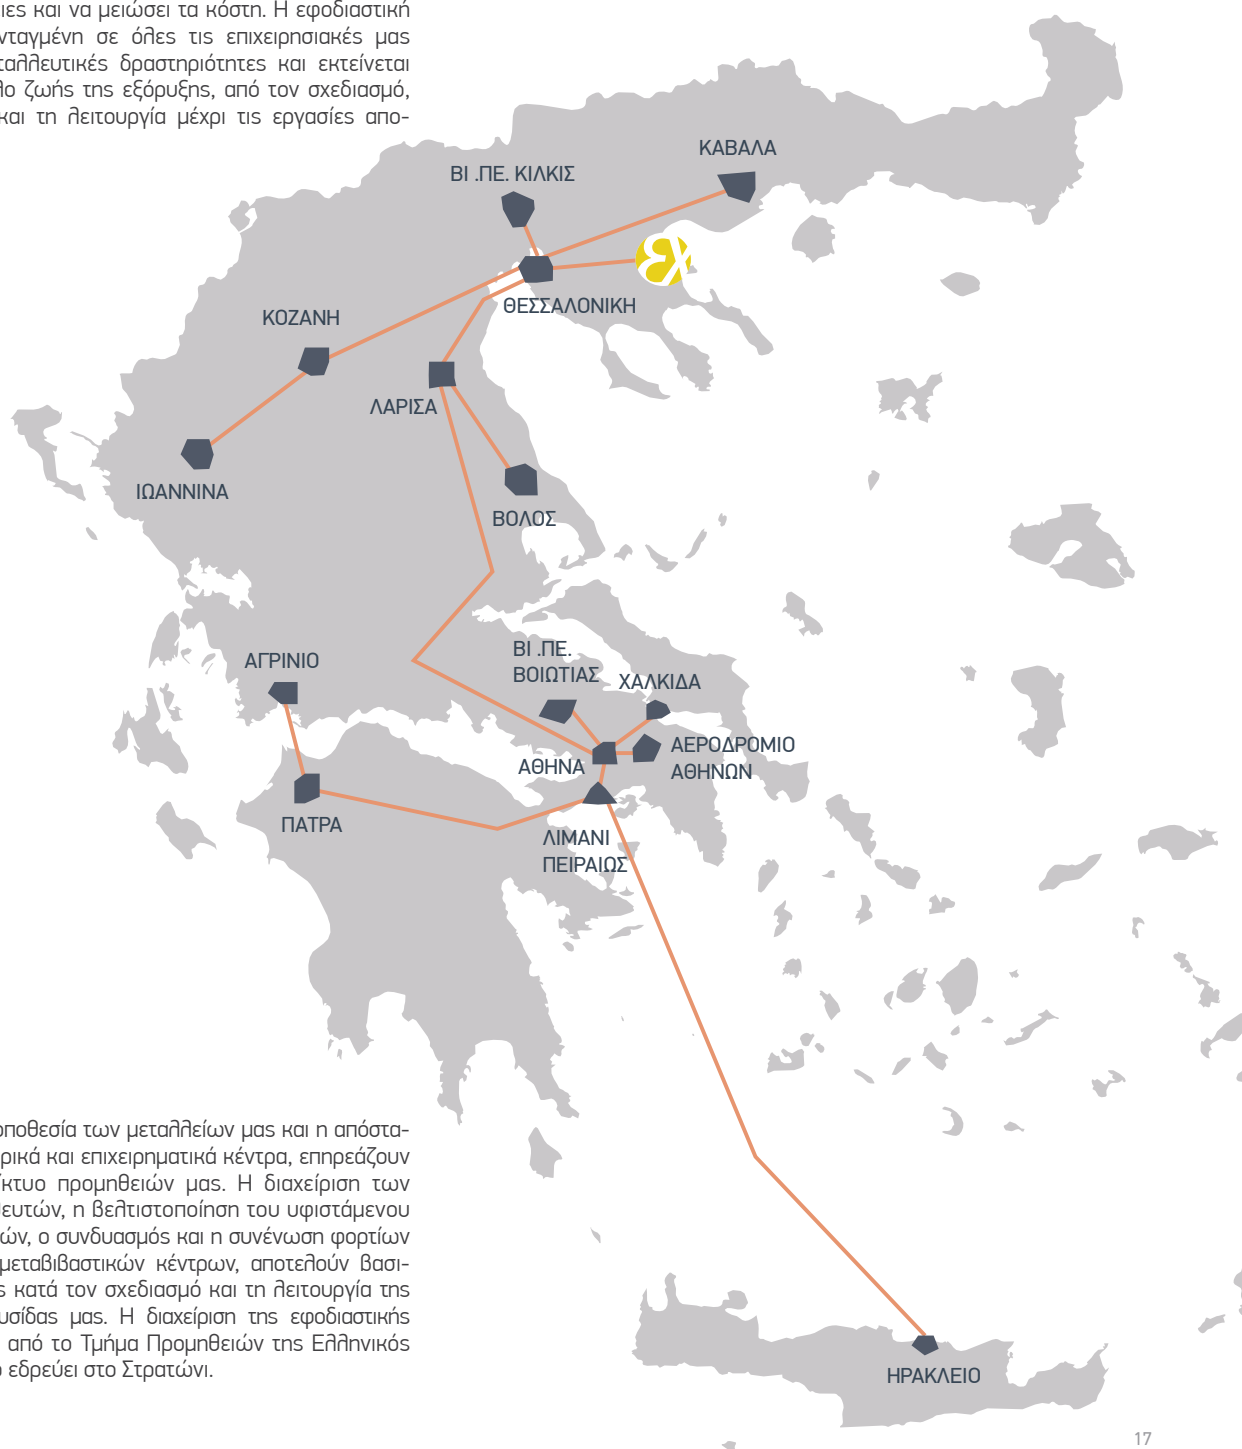 ιες και να μειώσει τα κόστη. Η εφοδιαστική
νταγμένη σε όλες τις επιχειρησιακές μας
ταλλευτικές δραστηριότητες και εκτείνεται
λο ζωής της εξόρυξης, από τον σχεδιασμό,
και τη λειτουργία μέχρι τις εργασίες απο-
ΚΑΒΑΛΑ
ΒΙ .ΠΕ. ΚΙΛΚΙΣ
εχ
ΘΕΣΣΑΛΟΝΙΚΗ
ΚΟΖΑΝΗ
ΛΑΡΙΣΑ
ΙΩΑΝΝΙΝΑ
ΒΟΛΟΣ
ΒΙ .ΠΕ.
ΒΟΙΩΤΙΑΣ
ΑΓΡΙΝΙΟ
ΧΑΛΚΙΔΑ
ΑΕΡΟΔΡΟΜΙΟ
ΑΘΗΝΩΝ
ΑΘΗΝΑ
ΠΑΤΡΑ
ΛΙΜΑΝΙ
ΠΕΙΡΑΙΩΣ
οποθεσία των μεταλλείων μας και η απόστα-
ρικά και επιχειρηματικά κέντρα, επηρεάζουν
κτυο προμηθειών μας. Η διαχείριση των
ευτών, η βελτιστοποίηση του υφιστάμενου
ών, ο συνδυασμός και η συνένωση φορτίων
μεταβιβαστικών κέντρων, αποτελούν βασι-
ς κατά τον σχεδιασμό και τη λειτουργία της
υσίδας μας. Η διαχείριση της εφοδιαστικής
από το Τμήμα Προμηθειών της Ελληνικός
ο εδρεύει στο Στρατώνι.
ΗΡΑΚΛΕΙΟ
17